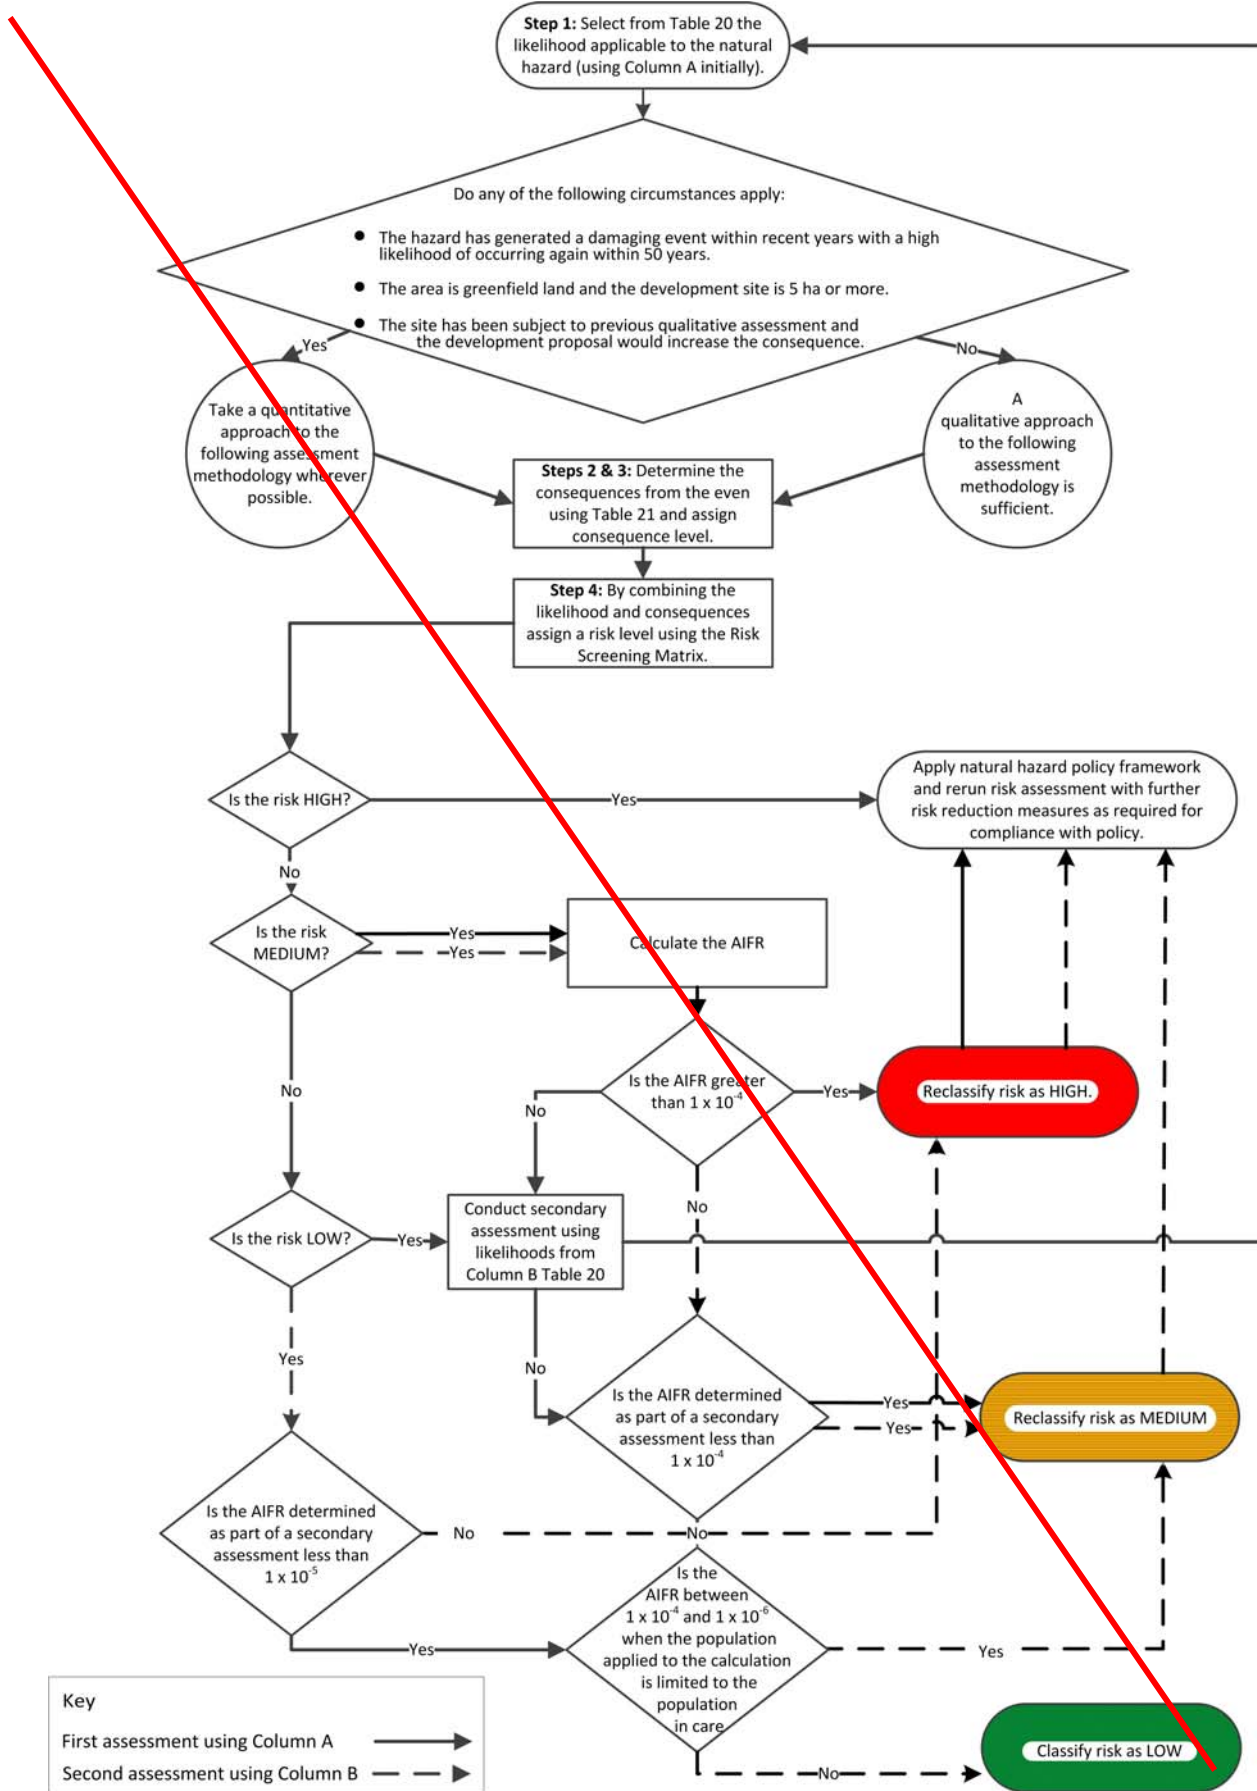 Step 1: Select from Table 20 the
likelihood applicable to the natural
hazard (using Column A initially).
Do any of the following circumstances apply:
● The hazard has generated a damaging event within recent years with a high
likelihood of occurring again within 50 years.
● The area is greenfield land and the development site is 5 ha or more.
● The site has been subject to previous qualitative assessment and
the development proposal would increase the consequence.
Yes
No
Take a quantitative
approach to the
following assessment
methodology wherever
possible.
A
qualitative approach
to the following
assessment
methodology is
sufficient.
Steps 2 & 3: Determine the
consequences from the even
using Table 21 and assign
consequence level.
Step 4: By combining the
likelihood and consequences
assign a risk level using the Risk
Screening Matrix.
Is the risk HIGH?
Yes
Apply natural hazard policy framework
and rerun risk assessment with further
risk reduction measures as required for
compliance with policy.
No
Is the risk
MEDIUM?
Yes
Yes
Calculate the AIFR
No
Is the AIFR greater
than 1 x 10⁻⁴
Yes
Reclassify risk as HIGH.
No
No
Is the risk LOW?
Yes
Conduct secondary
assessment using
likelihoods from
Column B Table 20
Yes
No
Is the AIFR determined
as part of a secondary
assessment less than
1 x 10⁻⁴
Yes
Yes
Reclassify risk as MEDIUM
Is the AIFR determined
as part of a secondary
assessment less than
1 x 10⁻⁵
No
No
Yes
Is the
AIFR between
1 x 10⁻⁴ and 1 x 10⁻⁶
when the population
applied to the calculation
is limited to the
population
in care
Yes
No
Classify risk as LOW
Key
First assessment using Column A
Second assessment using Column B